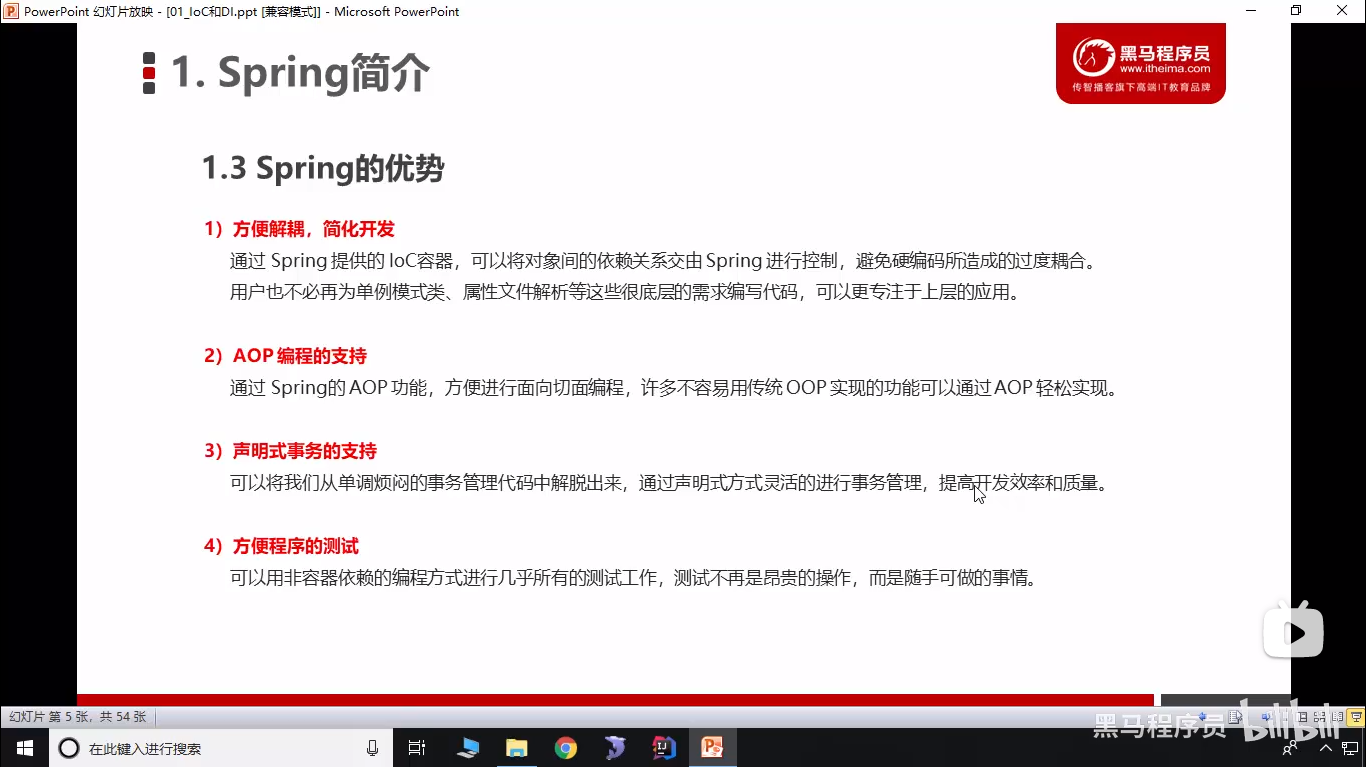 PowerPoint 幻灯片放映 - [01_IoC和DI.ppt [兼容模式]] - Microsoft PowerPoint
1. Spring简介
黑马程序员
www.itheima.com
传智播客旗下高端IT教育品牌
1.3 Spring的优势
1）方便解耦，简化开发
通过 Spring 提供的 IoC容器，可以将对象间的依赖关系交由 Spring 进行控制，避免硬编码所造成的过度耦合。
用户也不必再为单例模式类、属性文件解析等这些很底层的需求编写代码，可以更专注于上层的应用。
2）AOP 编程的支持
通过 Spring的 AOP 功能，方便进行面向切面编程，许多不容易用传统 OOP 实现的功能可以通过 AOP 轻松实现。
3）声明式事务的支持
可以将我们从单调烦闷的事务管理代码中解脱出来，通过声明式方式灵活的进行事务管理，提高开发效率和质量。
4）方便程序的测试
可以用非容器依赖的编程方式进行几乎所有的测试工作，测试不再是昂贵的操作，而是随手可做的事情。
幻灯片 第 5 张，共 54 张
黑马程序员 bilibili
在此键入进行搜索